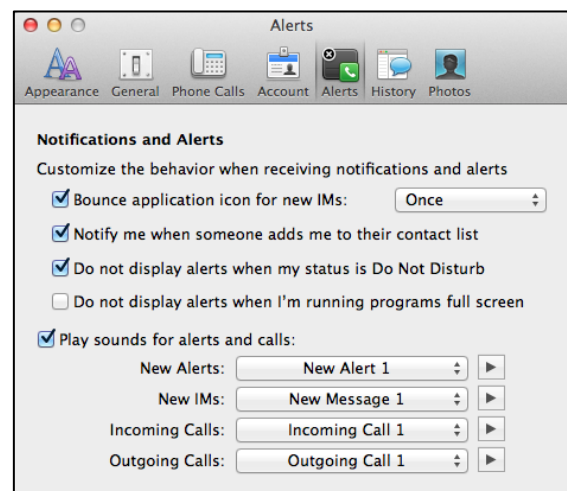 Alerts
Appearance General Phone Calls Account Alerts History Photos
Notifications and Alerts
Customize the behavior when receiving notifications and alerts
Bounce application icon for new IMs: Once
Notify me when someone adds me to their contact list
Do not display alerts when my status is Do Not Disturb
Do not display alerts when I'm running programs full screen
Play sounds for alerts and calls:
New Alerts: New Alert 1
New IMs: New Message 1
Incoming Calls: Incoming Call 1
Outgoing Calls: Outgoing Call 1